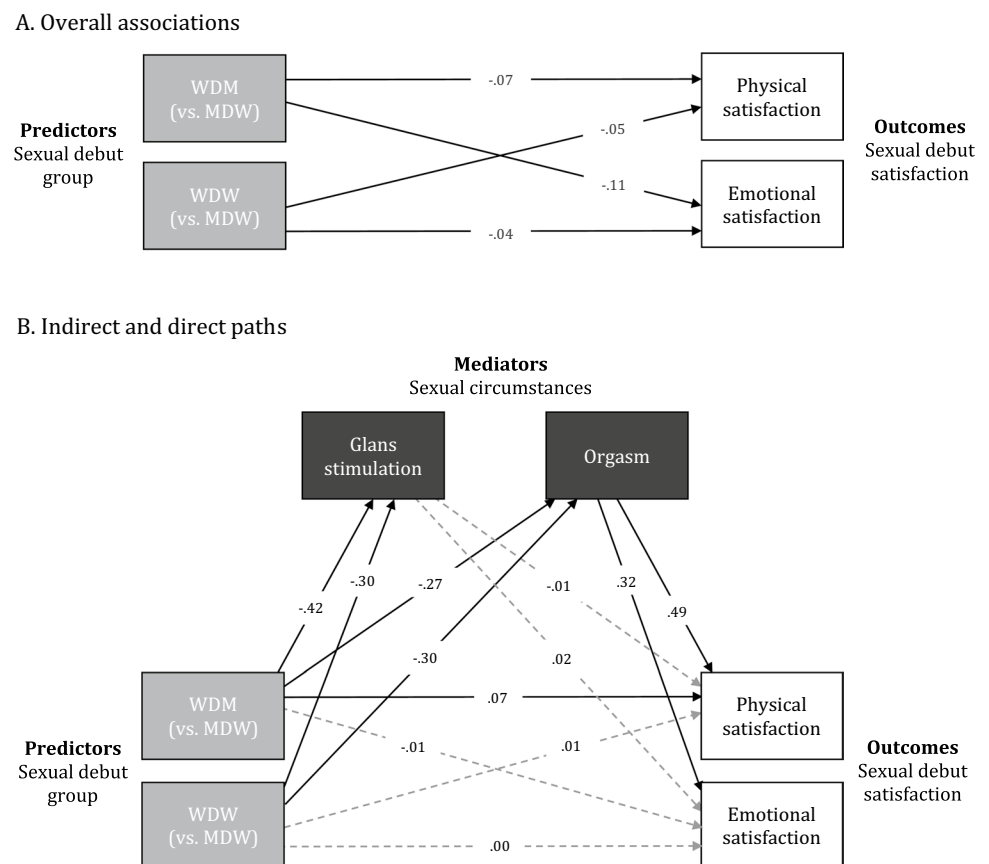 A. Overall associations
WDM
(vs. MDW)
-.07
Physical
satisfaction
Predictors
Sexual debut
group
-.05
Outcomes
Sexual debut
satisfaction
WDW
(vs. MDW)
-.11
Emotional
satisfaction
-.04
B. Indirect and direct paths
Mediators
Sexual circumstances
Glans
stimulation
Orgasm
-.42
-.30
-.27
-.30
-.01
.02
.32
.49
WDM
(vs. MDW)
.07
Physical
satisfaction
Predictors
Sexual debut
group
-.01
.01
Outcomes
Sexual debut
satisfaction
WDW
(vs. MDW)
.00
Emotional
satisfaction